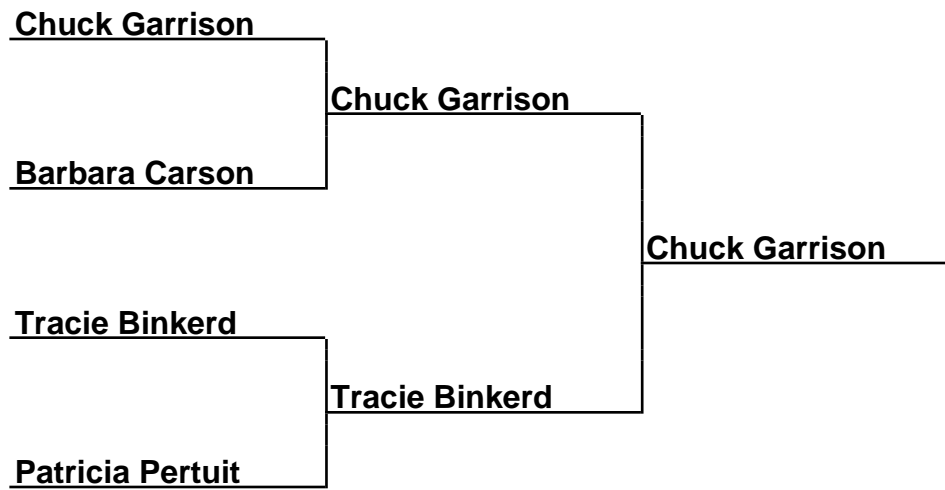 Chuck Garrison
Chuck Garrison
Barbara Carson
Chuck Garrison
Tracie Binkerd
Tracie Binkerd
Patricia Pertuit